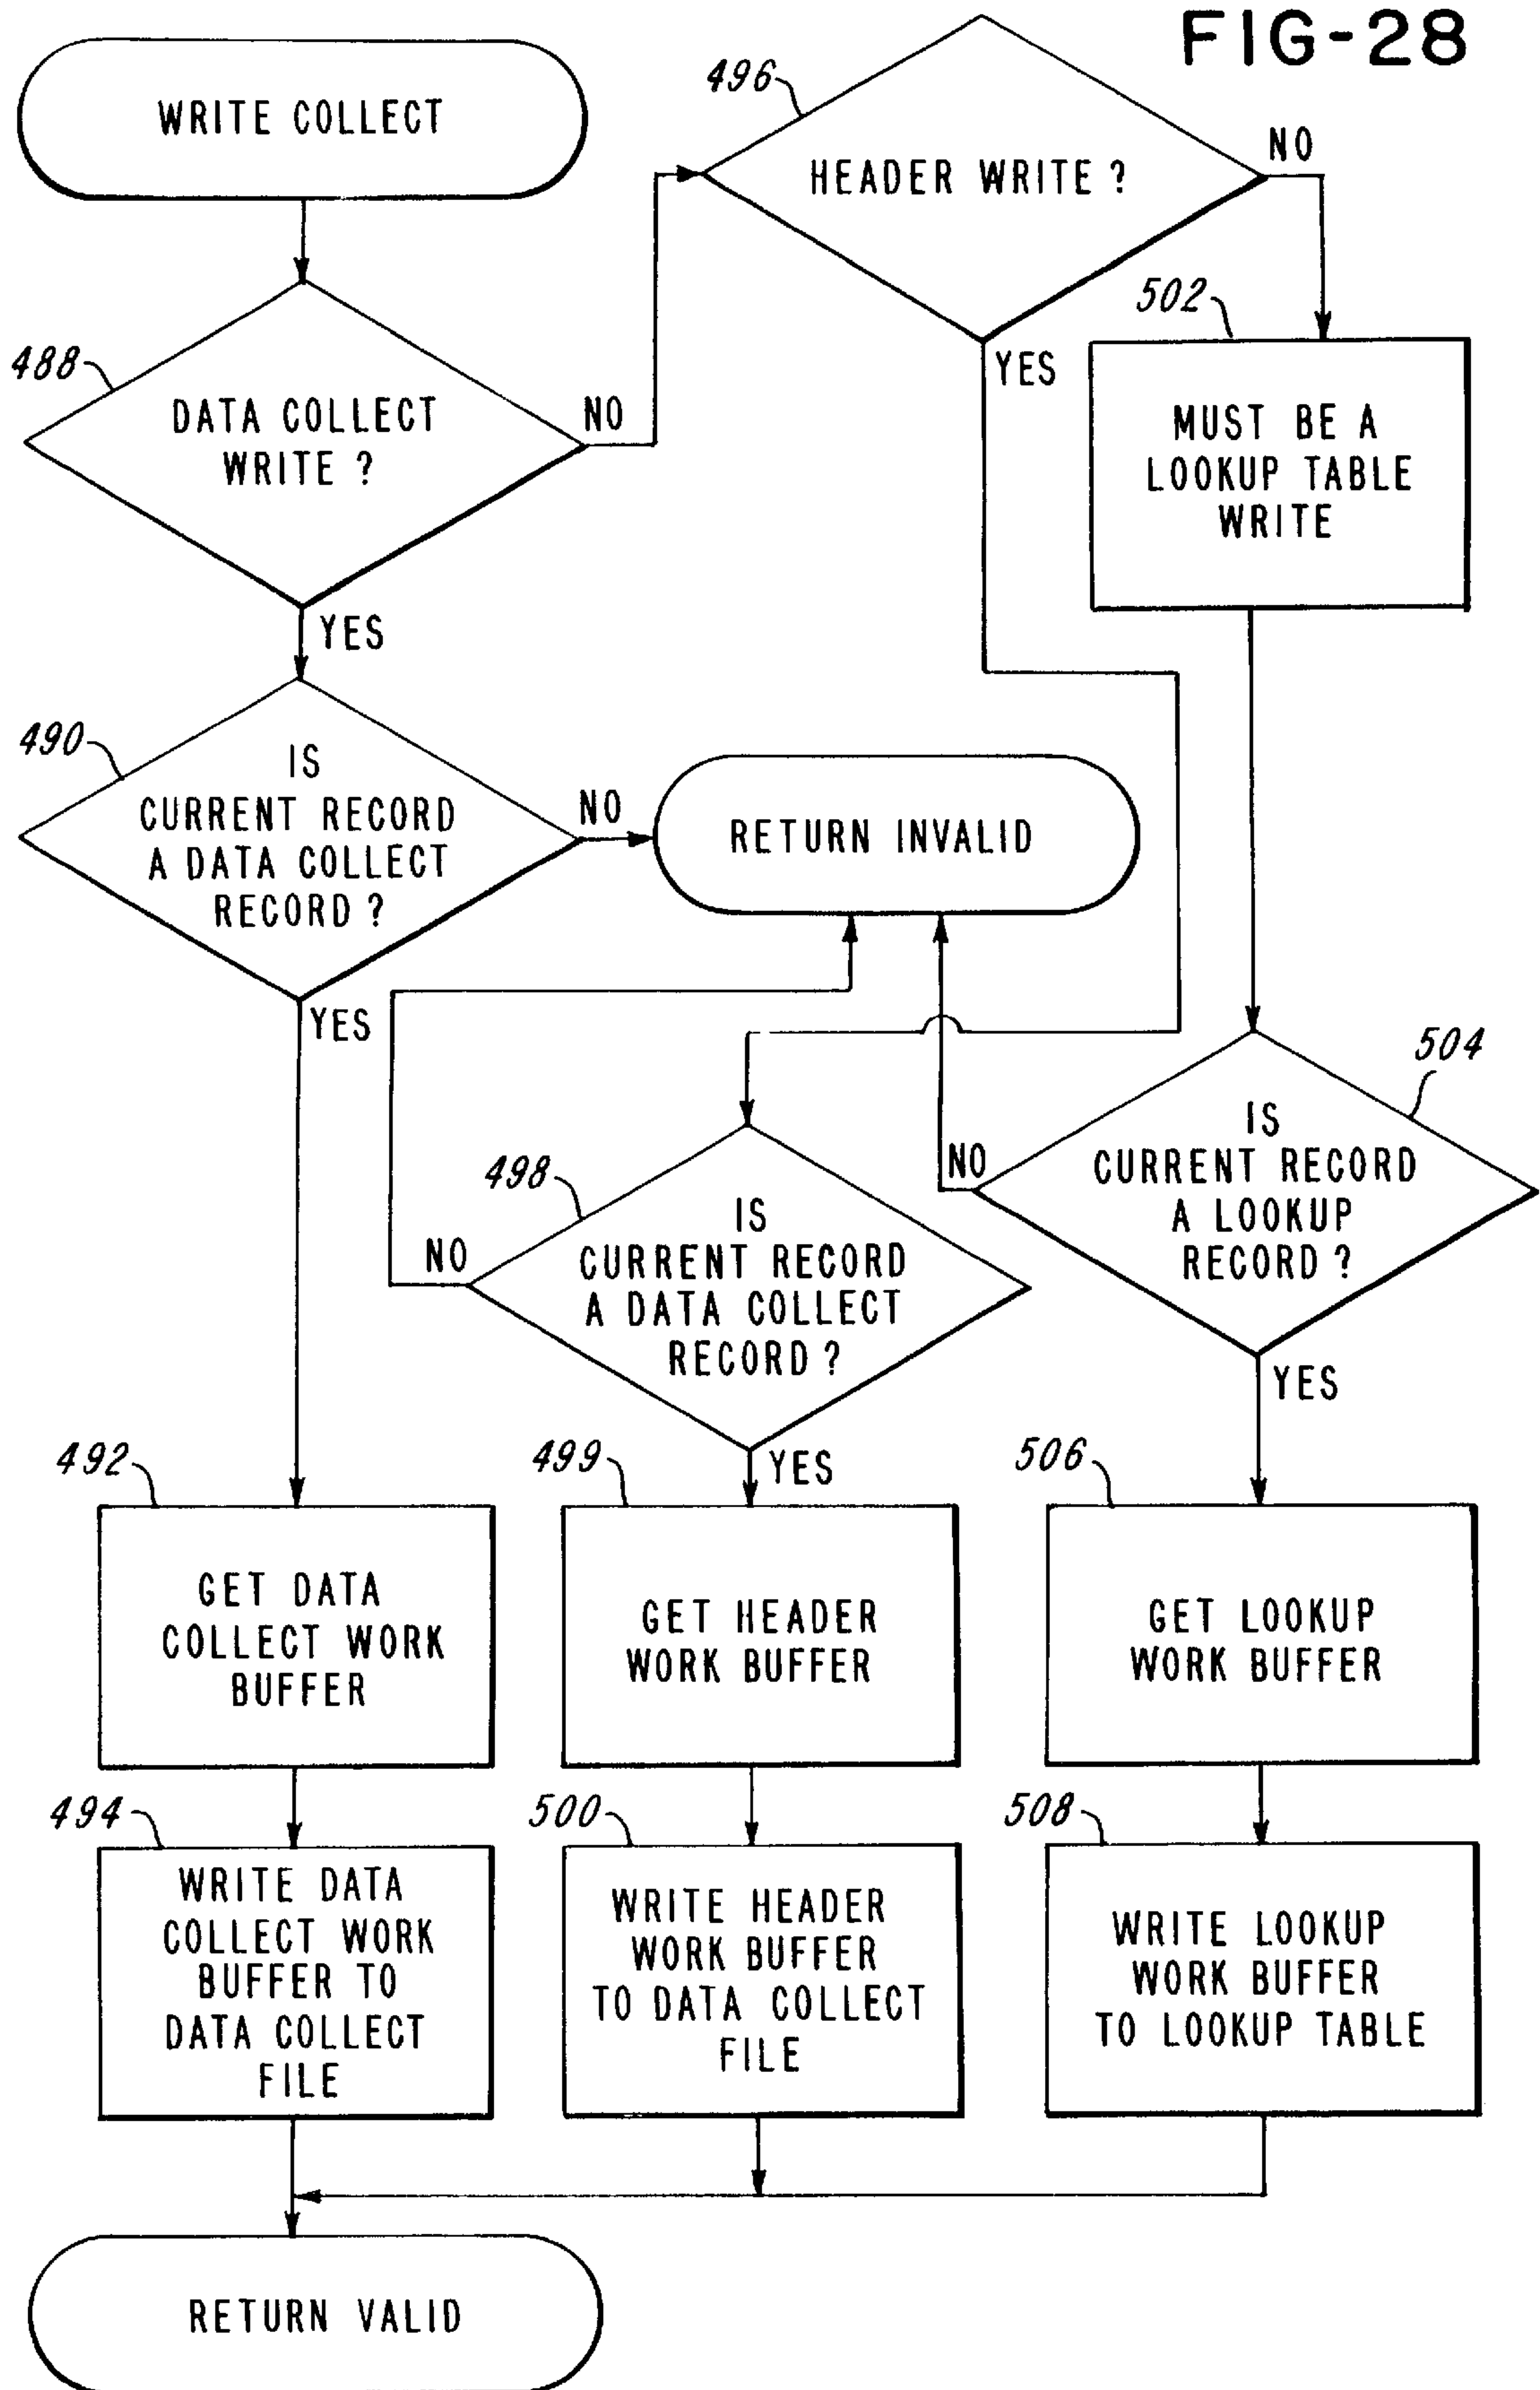 FIG-28
WRITE COLLECT
496
HEADER WRITE ?
NO
488
DATA COLLECT
WRITE ?
NO
YES
502
MUST BE A
LOOKUP TABLE
WRITE
YES
490
IS
CURRENT RECORD
A DATA COLLECT
RECORD ?
NO
RETURN INVALID
YES
504
IS
CURRENT RECORD
A LOOKUP
RECORD ?
NO
YES
498
IS
CURRENT RECORD
A DATA COLLECT
RECORD ?
NO
YES
492
GET DATA
COLLECT WORK
BUFFER
499
GET HEADER
WORK BUFFER
506
GET LOOKUP
WORK BUFFER
494
WRITE DATA
COLLECT WORK
BUFFER TO
DATA COLLECT
FILE
500
WRITE HEADER
WORK BUFFER
TO DATA COLLECT
FILE
508
WRITE LOOKUP
WORK BUFFER
TO LOOKUP TABLE
RETURN VALID